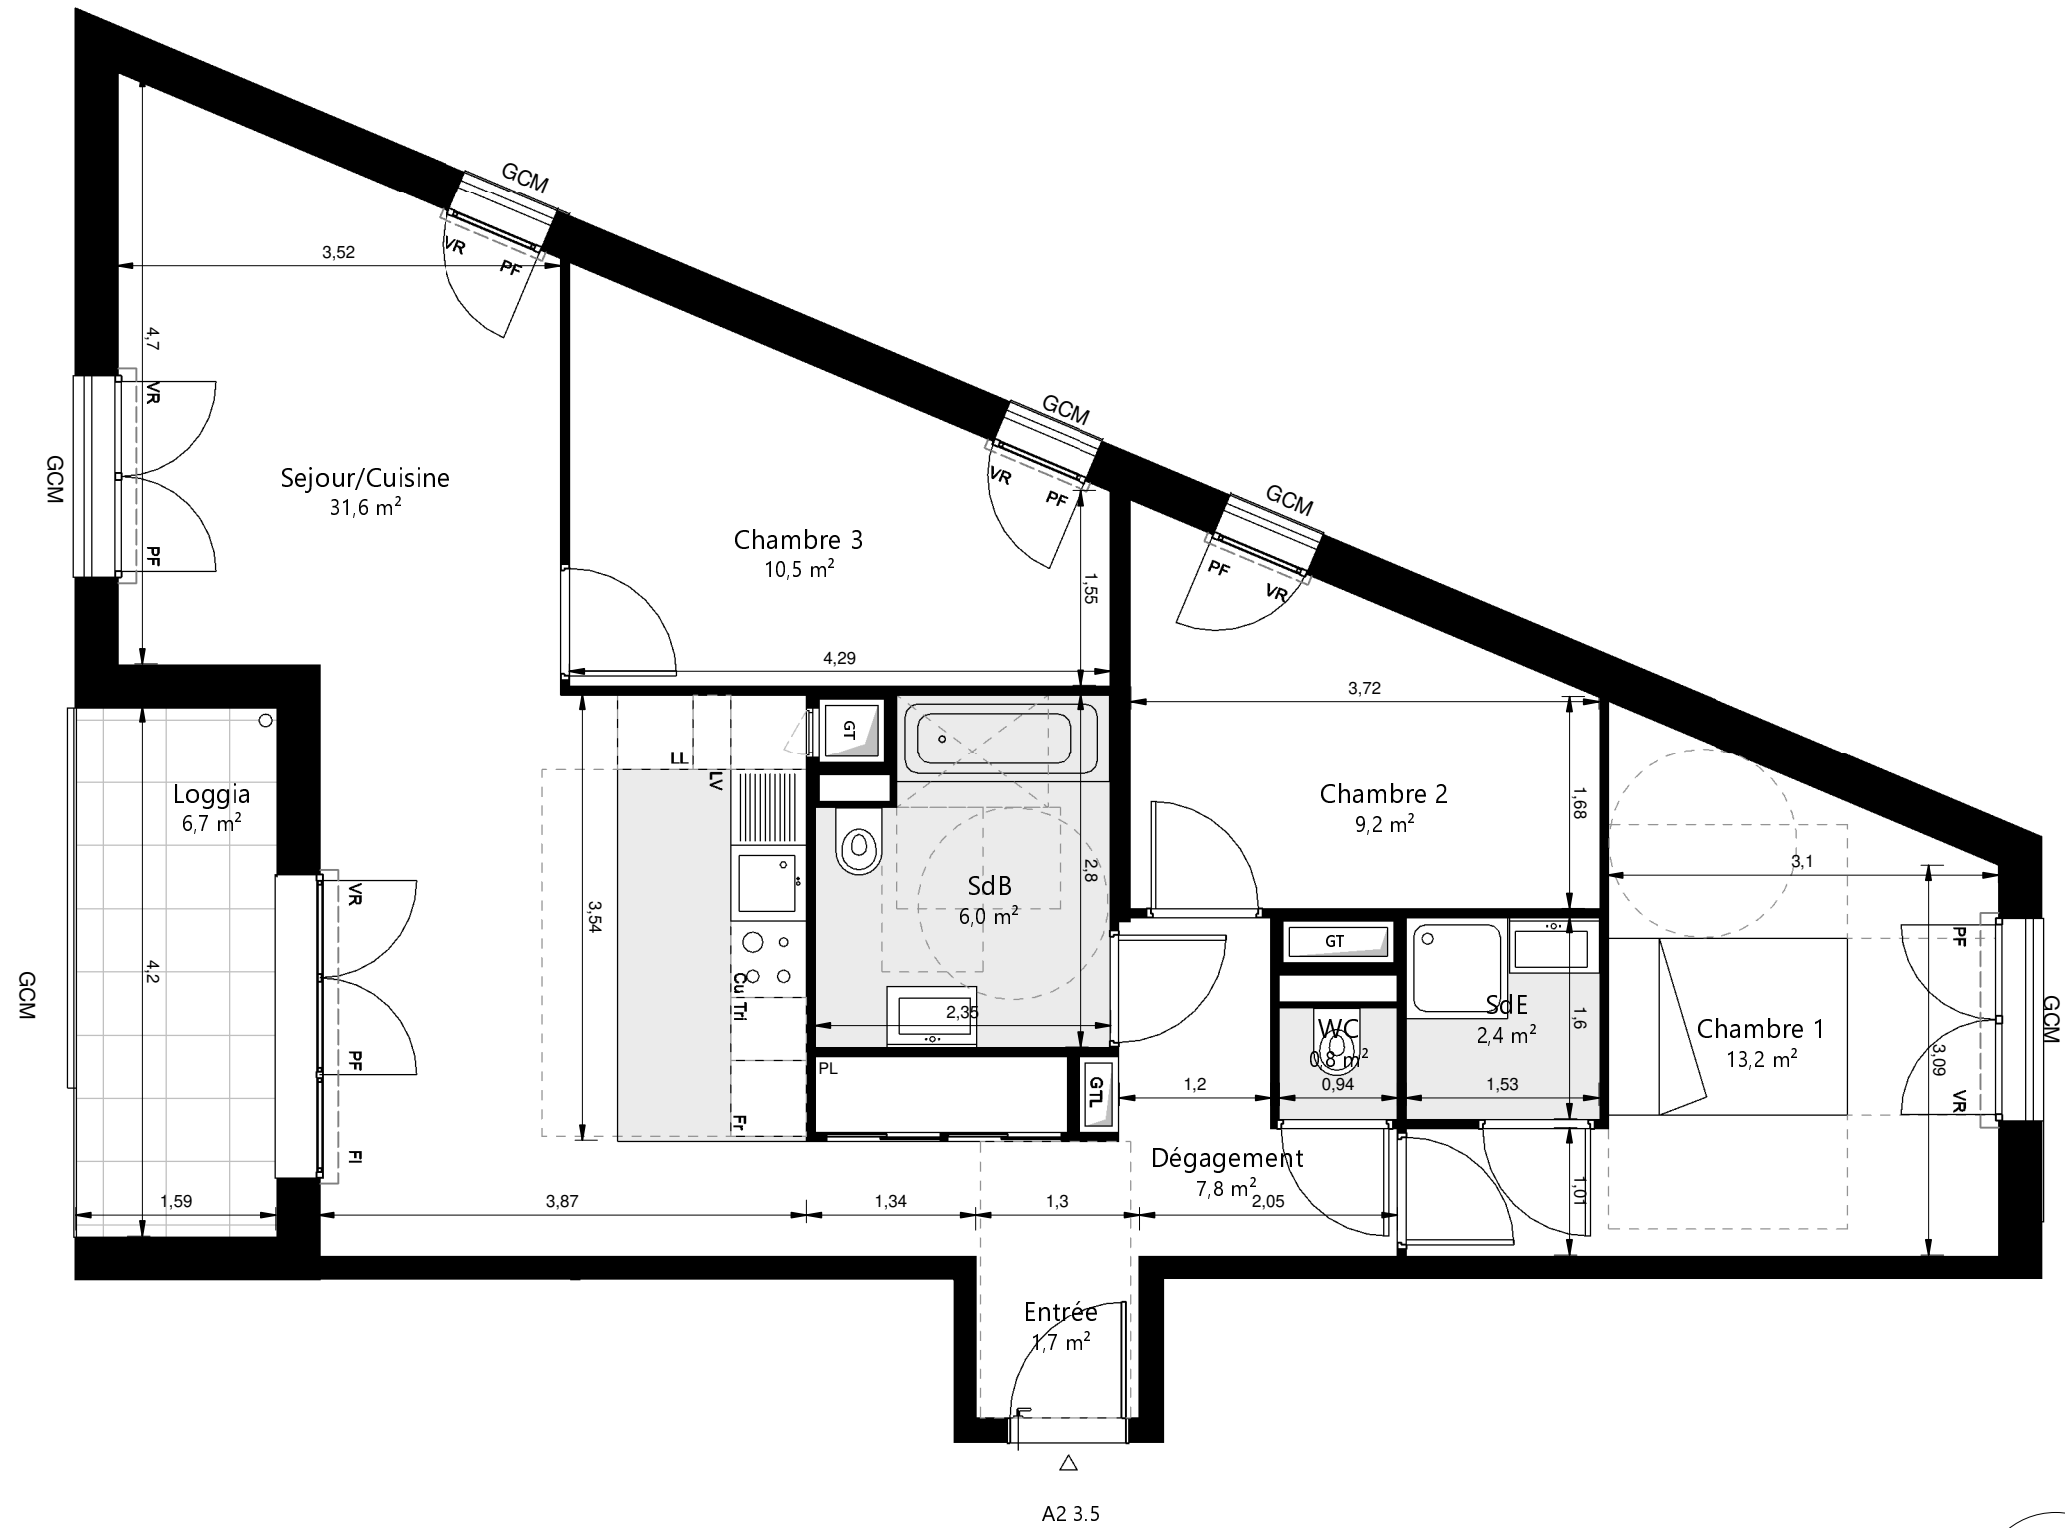 GCM
3,52
VR
PF
4,7
VR
PF
GCM
Sejour/Cuisine
31,6 m²
GCM
VR
PF
Chambre 3
10,5 m²
1,55
4,29
GCM
PF
VR
3,72
Chambre 2
9,2 m²
1,68
Loggia
6,7 m²
4,2
1,59
GCM
VR
PF
FI
3,54
LL
LV
Cu
Tri
Fr
GT
SdB
6,0 m²
2,8
2,35
PL
GTL
GT
WC
0,8 m²
0,94
SdE
2,4 m²
1,6
1,53
3,1
Chambre 1
13,2 m²
3,09
PF
VR
GCM
1,2
Dégagement
7,8 m²
1,01
3,87
1,34
1,3
2,05
Entrée
1,7 m²
A2 3.5